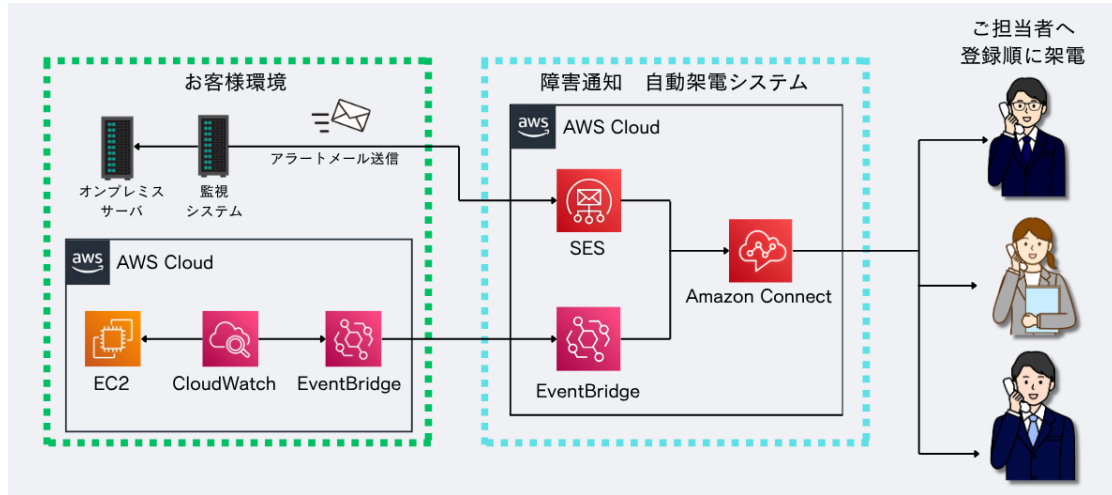 ご担当者へ
登録順に架電
お客様環境
障害通知 自動架電システム
aws
AWS Cloud
アラートメール送信
オンプレミス
サーバ
監視
システム
SES
aws
AWS Cloud
Amazon Connect
EC2
CloudWatch
EventBridge
EventBridge